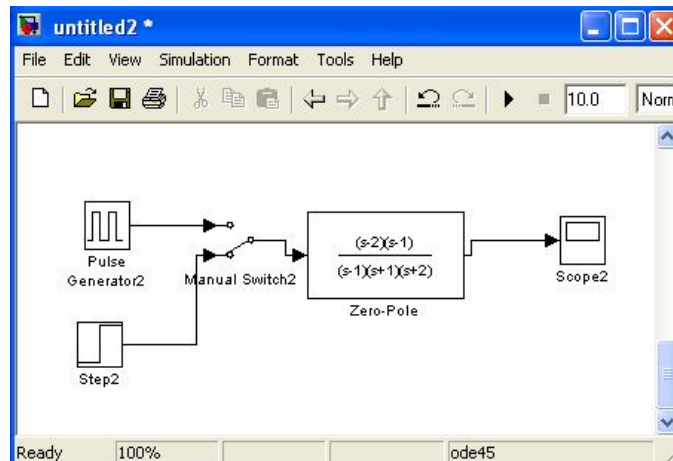 untitled2 *
File Edit View Simulation Format Tools Help
10.0 Norm
Pulse
Generator2
Manual Switch2
(s-2)(s-1)
(s-1)(s+1)(s+2)
Zero-Pole
Scope2
Step2
Ready 100% ode45